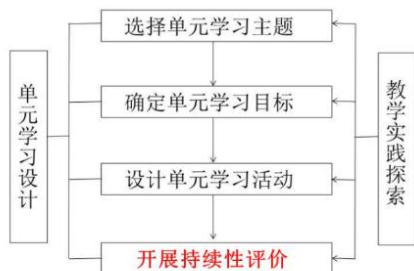 选择单元学习主题
单元学习设计
确定单元学习目标
教学实践探索
设计单元学习活动
开展持续性评价